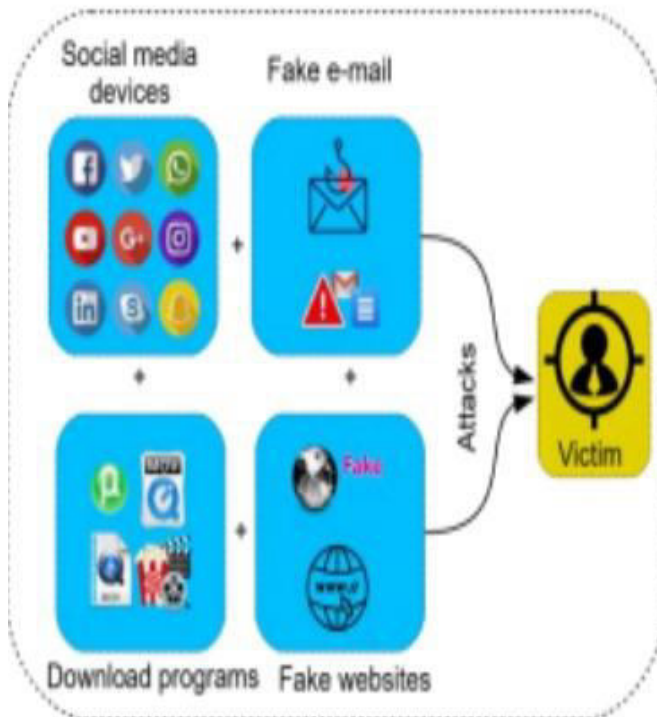 Social media
devices
Fake e-mail
+
+
+
Attacks
Victim
Fake
+
Download programs
Fake websites